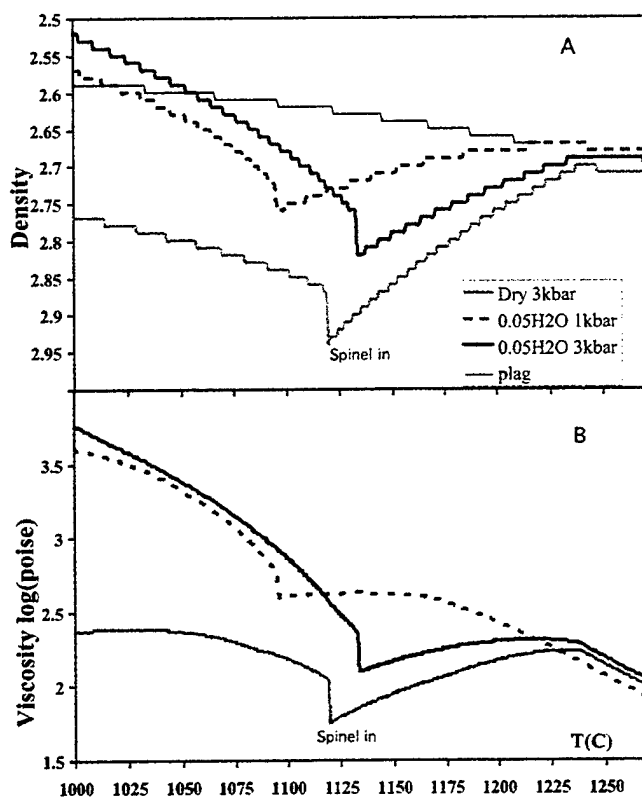 2.5
A
2.55
2.6
2.65
2.7
Density
2.75
2.8
2.85
Dry 3kbar
0.05H2O 1kbar
2.9
0.05H2O 3kbar
Spinel in
2.95
plag
B
3.5
3
Viscosity log(poise)
2.5
2
Spinel in
T(C)
1.5
1000 1025 1050 1075 1100 1125 1150 1175 1200 1225 1250